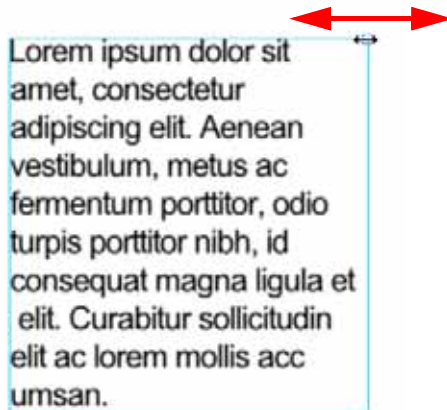 Lorem ipsum dolor sit
amet, consectetur
adipiscing elit. Aenean
vestibulum, metus ac
fermentum porttitor, odio
turpis porttitor nibh, id
consequat magna ligula et
elit. Curabitur sollicitudin
elit ac lorem mollis acc
umsan.